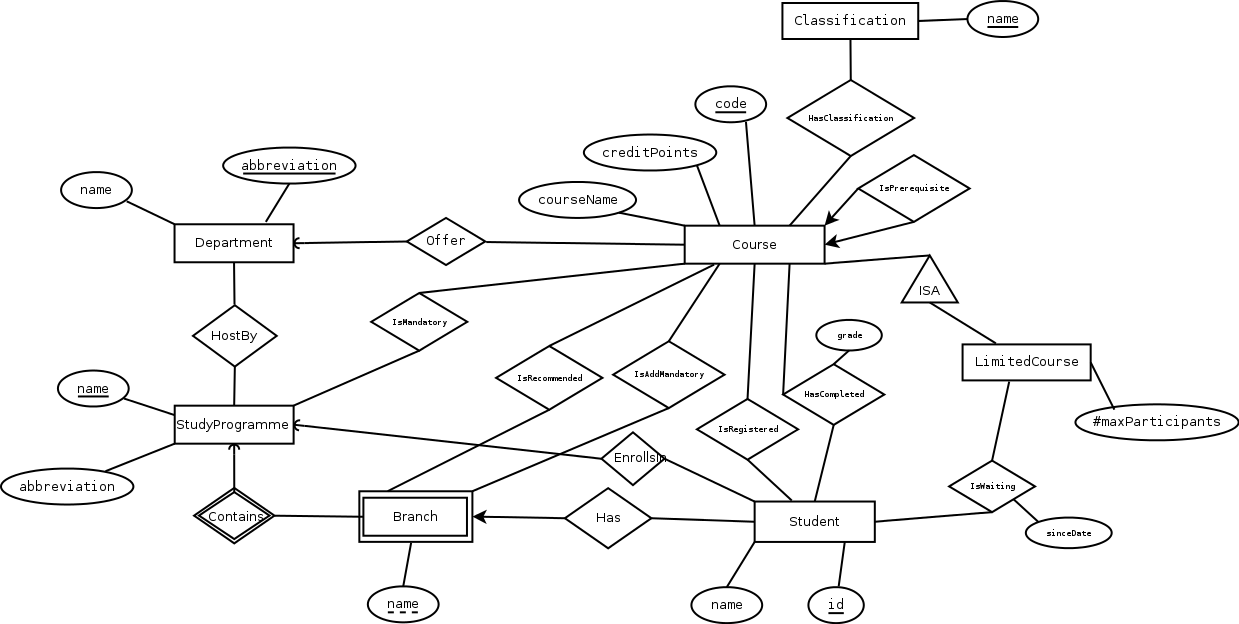 Classification
name
code
HasClassification
creditPoints
abbreviation
name
IsPrerequisite
courseName
Department
Offer
Course
ISA
IsMandatory
HostBy
grade
LimitedCourse
IsRecommended
IsAddMandatory
name
HasCompleted
StudyProgramme
#maxParticipants
IsRegistered
EnrollsIn
abbreviation
IsWaiting
Contains
Branch
Has
Student
sinceDate
name
name
id